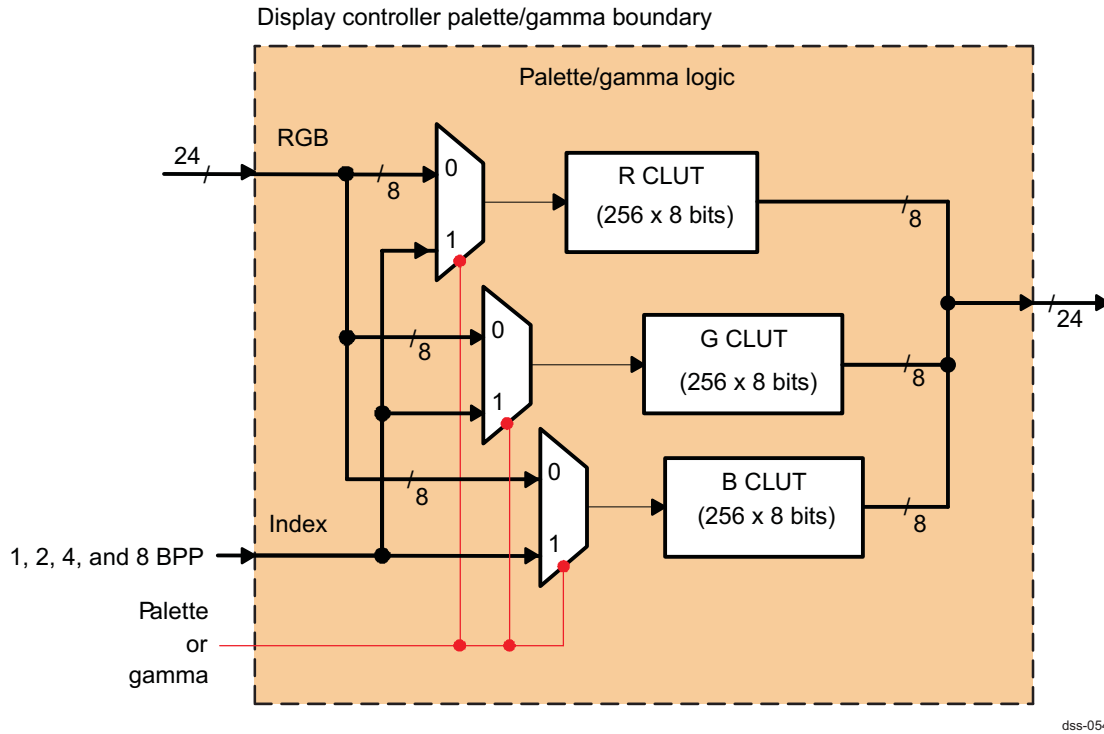 Display controller palette/gamma boundary
Palette/gamma logic
RGB
24
8
0
1
R CLUT
(256 x 8 bits)
8
8
0
1
G CLUT
(256 x 8 bits)
8
24
8
0
1
B CLUT
(256 x 8 bits)
8
Index
1, 2, 4, and 8 BPP
Palette
or
gamma
dss-054